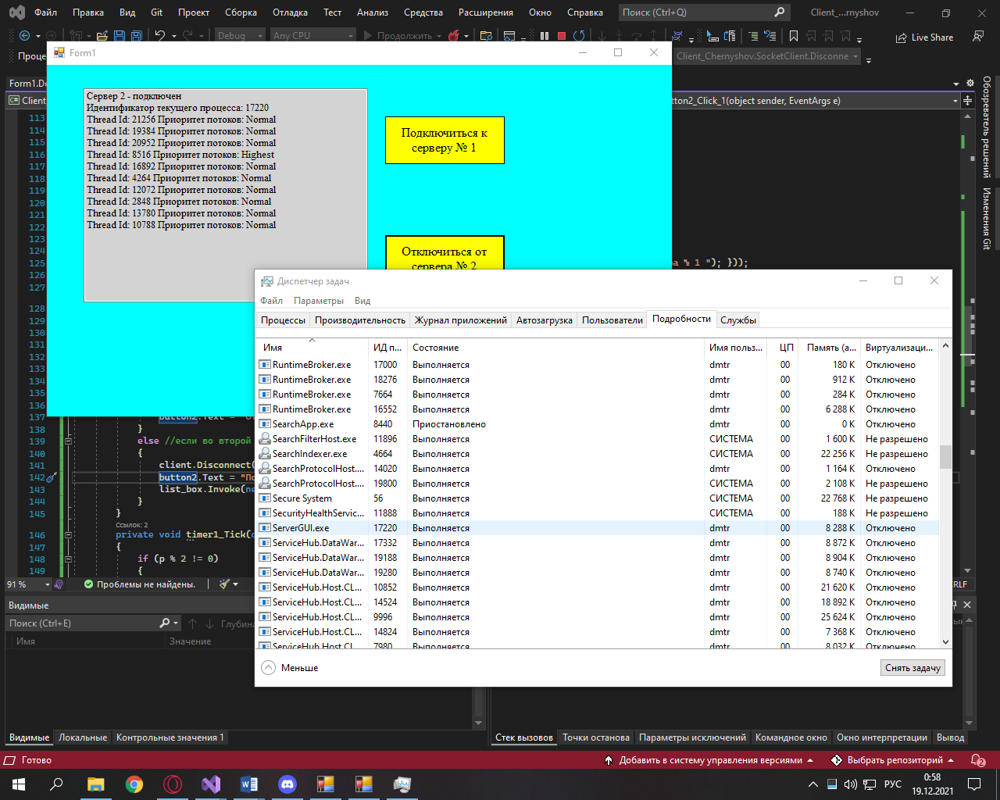 Файл Правка Вид Git Проект Сборка Отладка Тест Анализ Средства Расширения Окно Справка Поиск (Ctrl+Q) Client_...rnyshov
Debug Any CPU Продолжить Live Share
Проце Client_Chernyshov.SocketClient.Disconne
Form1
Form1.De
Client
tton2_Click_1(object sender, EventArgs e)
Сервер 2 - подключен
Идентификатор текущего процесса: 17220
Thread Id: 21256 Приоритет потоков: Normal
Thread Id: 19384 Приоритет потоков: Normal
Thread Id: 20952 Приоритет потоков: Normal
Thread Id: 8516 Приоритет потоков: Highest
Thread Id: 16892 Приоритет потоков: Normal
Thread Id: 4264 Приоритет потоков: Normal
Thread Id: 12072 Приоритет потоков: Normal
Thread Id: 2848 Приоритет потоков: Normal
Thread Id: 13780 Приоритет потоков: Normal
Thread Id: 10788 Приоритет потоков: Normal
Подключиться к
серверу № 1
Отключиться от
сервера № 2
Обозреватель решений
Изменения Git
113
114
115
116
117
118
119
120
121
122
123
124
125 а № 1 "); }));
126
127
128
129
130
131
132
133
134
135
136
137 button2.Text =
138 }
139 else //если во второй
140 {
141 client.Disconnect(
142 button2.Text = "По
143 list_box.Invoke(ne
144 }
145 }
Ссылок: 2
146 private void timer1_Tick(o
147 {
148 if (p % 2 != 0)
149 {
91 % Проблемы не найдены. RLF
Диспетчер задач
Файл Параметры Вид
Процессы Производительность Журнал приложений Автозагрузка Пользователи Подробности Службы
Имя ИД п... Состояние Имя польз... ЦП Память (а... Виртуализаци...
RuntimeBroker.exe 17000 Выполняется dmtr 00 180 K Отключено
RuntimeBroker.exe 18276 Выполняется dmtr 00 912 K Отключено
RuntimeBroker.exe 7664 Выполняется dmtr 00 284 K Отключено
RuntimeBroker.exe 16552 Выполняется dmtr 00 6 288 K Отключено
SearchApp.exe 8440 Приостановлено dmtr 00 0 K Отключено
SearchFilterHost.exe 11896 Выполняется СИСТЕМА 00 1 600 K Не разрешено
SearchIndexer.exe 4664 Выполняется СИСТЕМА 00 22 256 K Не разрешено
SearchProtocolHost.... 14020 Выполняется dmtr 00 1 164 K Не разрешено
SearchProtocolHost.... 19800 Выполняется СИСТЕМА 00 2 108 K Не разрешено
Secure System 56 Выполняется СИСТЕМА 00 22 768 K Не разрешено
SecurityHealthServic... 11888 Выполняется СИСТЕМА 00 188 K Не разрешено
ServerGUI.exe 17220 Выполняется dmtr 00 8 288 K Отключено
ServiceHub.DataWar... 17332 Выполняется dmtr 00 8 872 K Отключено
ServiceHub.DataWar... 19188 Выполняется dmtr 00 8 904 K Отключено
ServiceHub.DataWar... 19280 Выполняется dmtr 00 8 740 K Отключено
ServiceHub.Host.CL... 10852 Выполняется dmtr 00 21 620 K Отключено
ServiceHub.Host.CL... 14524 Выполняется dmtr 00 18 892 K Отключено
ServiceHub.Host.CL... 9996 Выполняется dmtr 00 25 624 K Отключено
ServiceHub.Host.CL... 14824 Выполняется dmtr 00 7 368 K Отключено
ServiceHub.Host.CL... 7980 Выполняется dmtr 00 8 032 K Отключено
Меньше Снять задачу
Видимые
Поиск (Ctrl+E) Глубина
Имя Значение
Видимые Локальные Контрольные значения 1
Стек вызовов Точки останова Параметры исключений Командное окно Окно интерпретации Вывод
Готово Добавить в систему управления версиями Выбрать репозиторий 2
РУС 0:58
19.12.2021